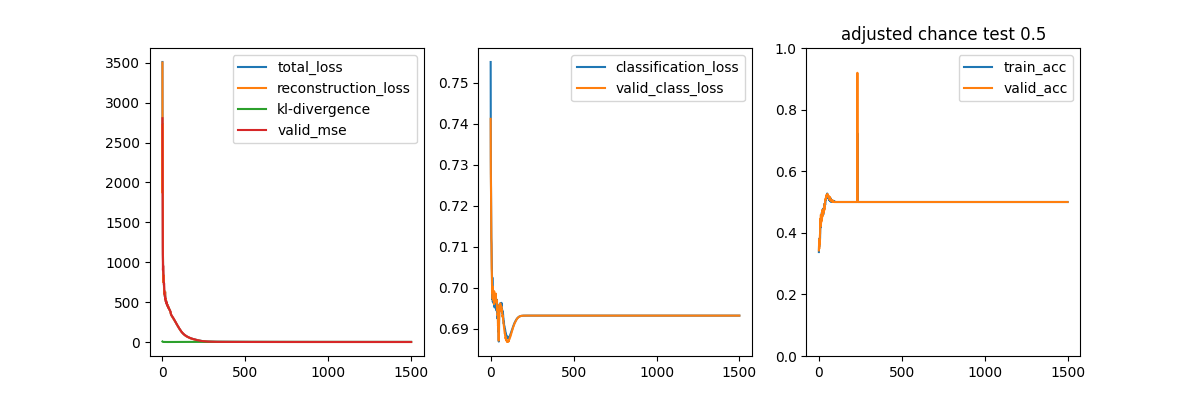 total_loss
reconstruction_loss
kl-divergence
valid_mse
3500
3000
2500
2000
1500
1000
500
0
0 500 1000 1500
classification_loss
valid_class_loss
0.75
0.74
0.73
0.72
0.71
0.70
0.69
0 500 1000 1500
adjusted chance test 0.5
train_acc
valid_acc
1.0
0.8
0.6
0.4
0.2
0.0
0 500 1000 1500